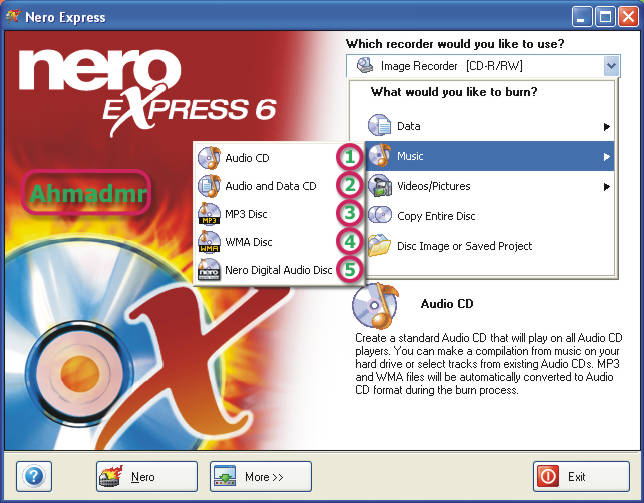 Nero Express
Which recorder would you like to use?
Image Recorder [CD-R/RW]
nero
EXPRESS 6
What would you like to burn?
Data
Music
Videos/Pictures
Copy Entire Disc
Disc Image or Saved Project
Audio CD 1
Audio and Data CD 2
MP3 MP3 Disc 3
WMA WMA Disc 4
nero Nero Digital Audio Disc 5
Ahmadmr
Audio CD
Create a standard Audio CD that will play on all Audio CD
players. You can make a compilation from music on your
hard drive or select tracks from existing Audio CDs. MP3
and WMA files will be automatically converted to Audio
CD format during the burn process.
? Nero More >> Exit